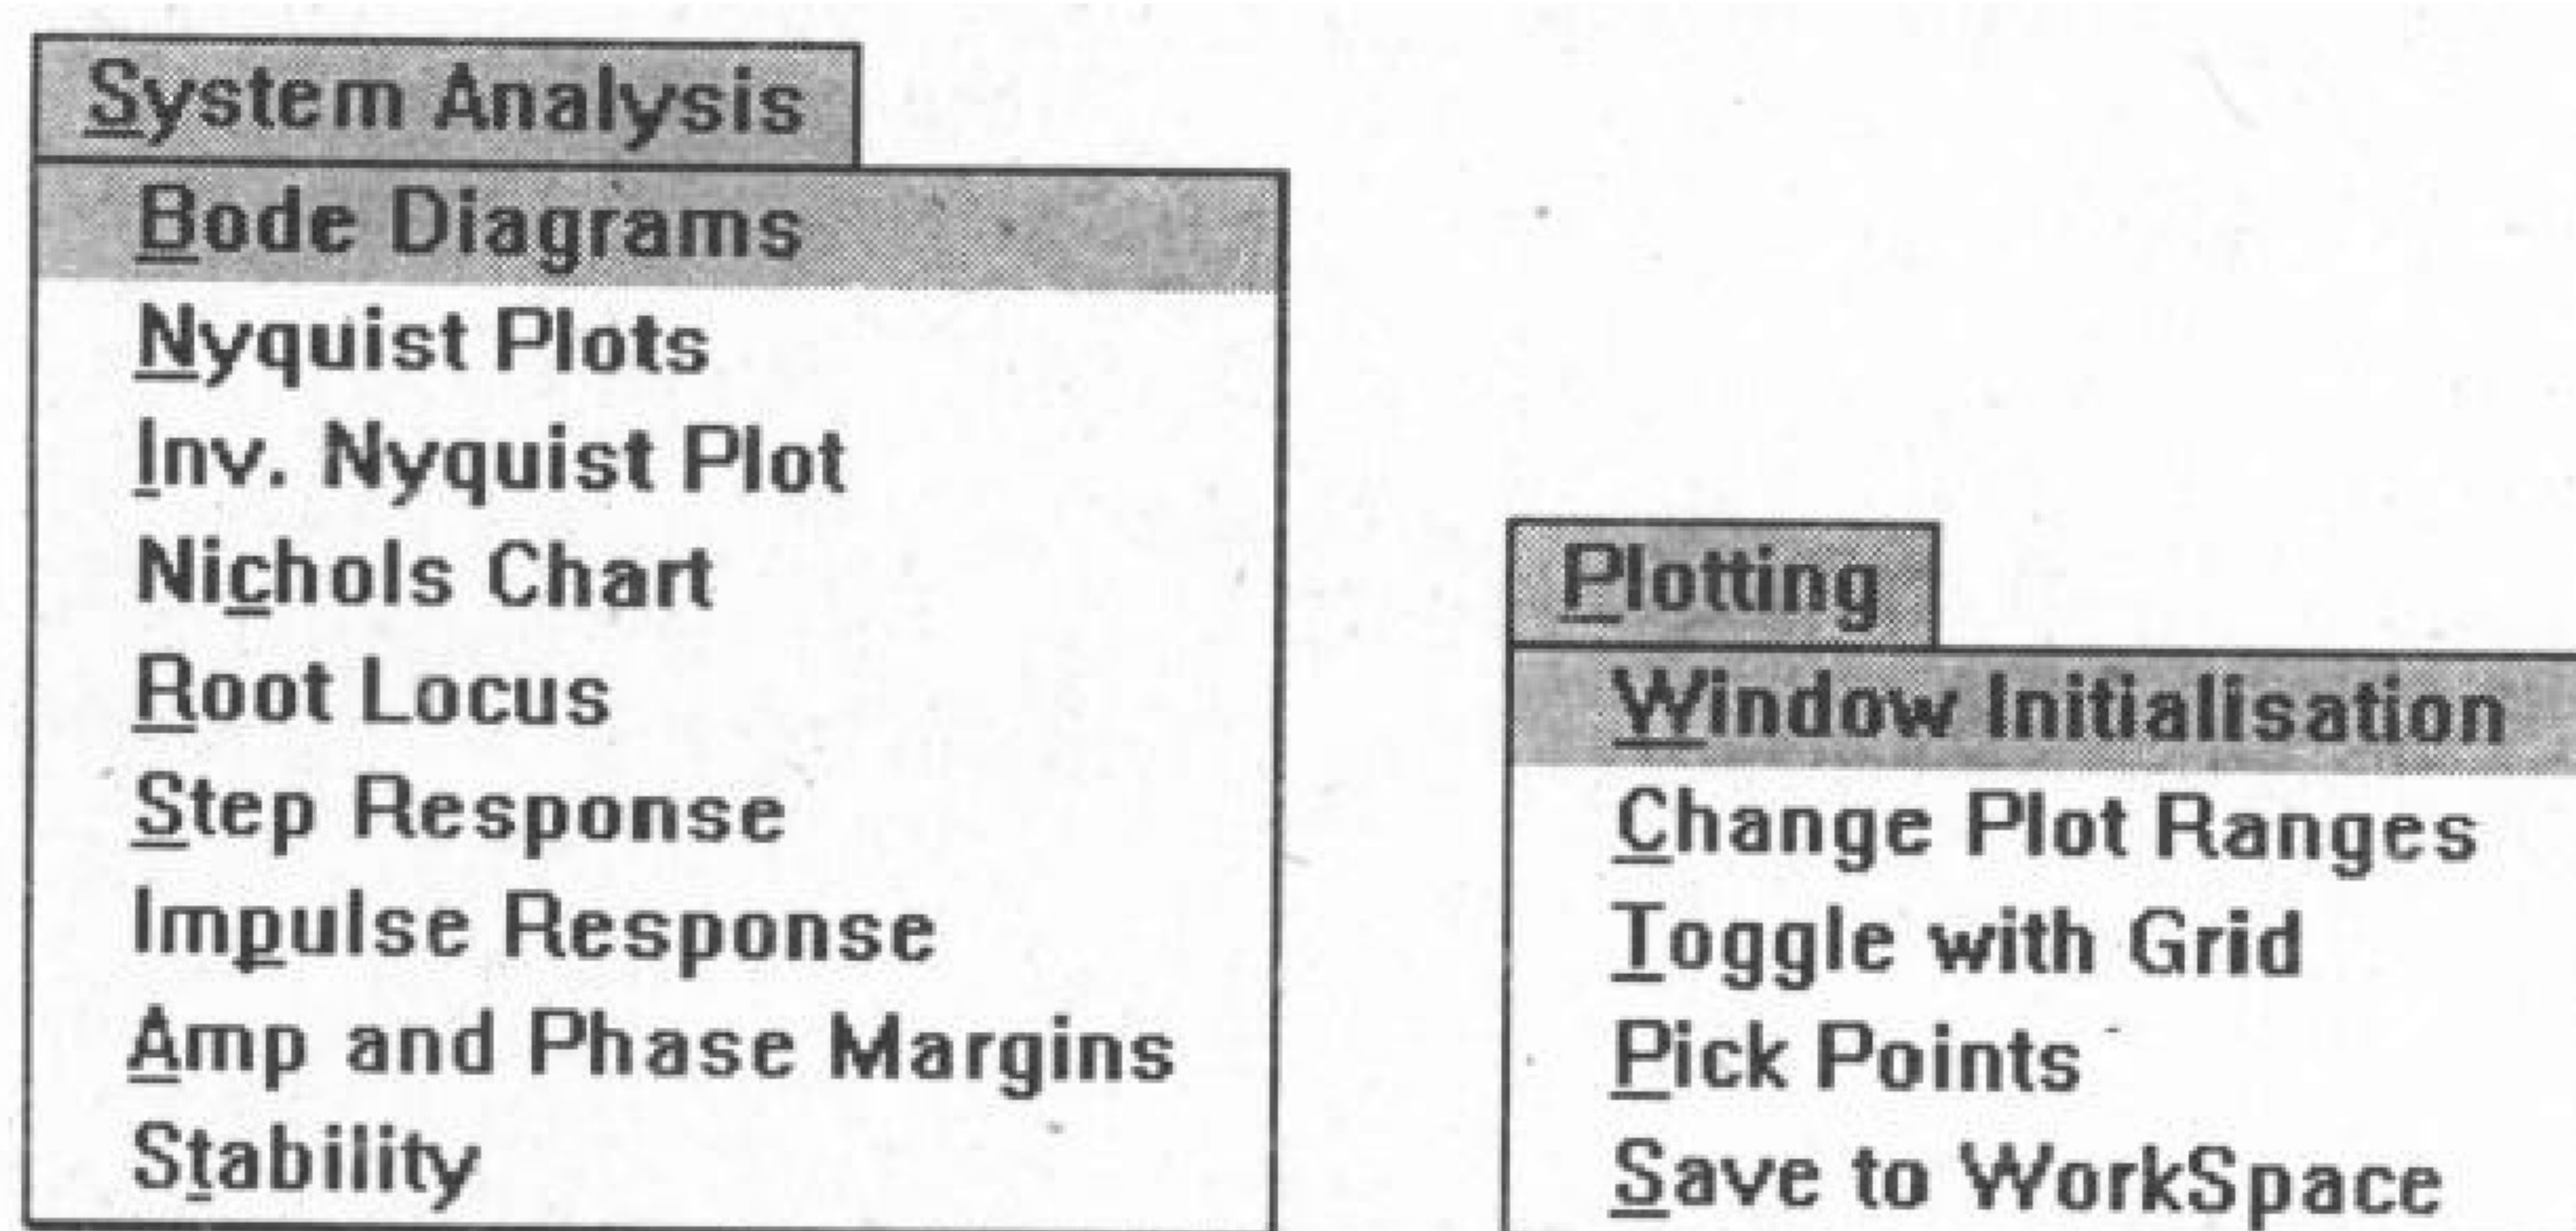 System Analysis
Bode Diagrams
Nyquist Plots
Inv. Nyquist Plot
Nichols Chart
Root Locus
Step Response
Impulse Response
Amp and Phase Margins
Stability
Plotting
Window Initialisation
Change Plot Ranges
Toggle with Grid
Pick Points
Save to WorkSpace